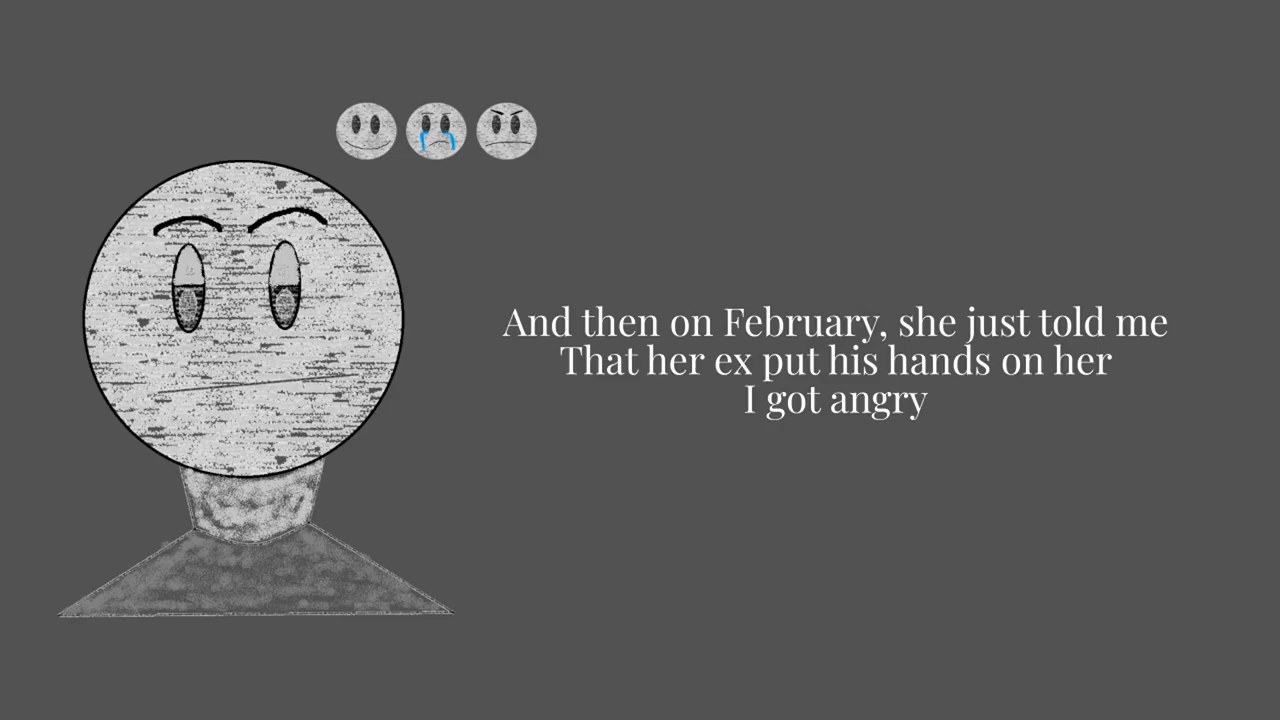 And then on February, she just told me
That her ex put his hands on her
I got angry